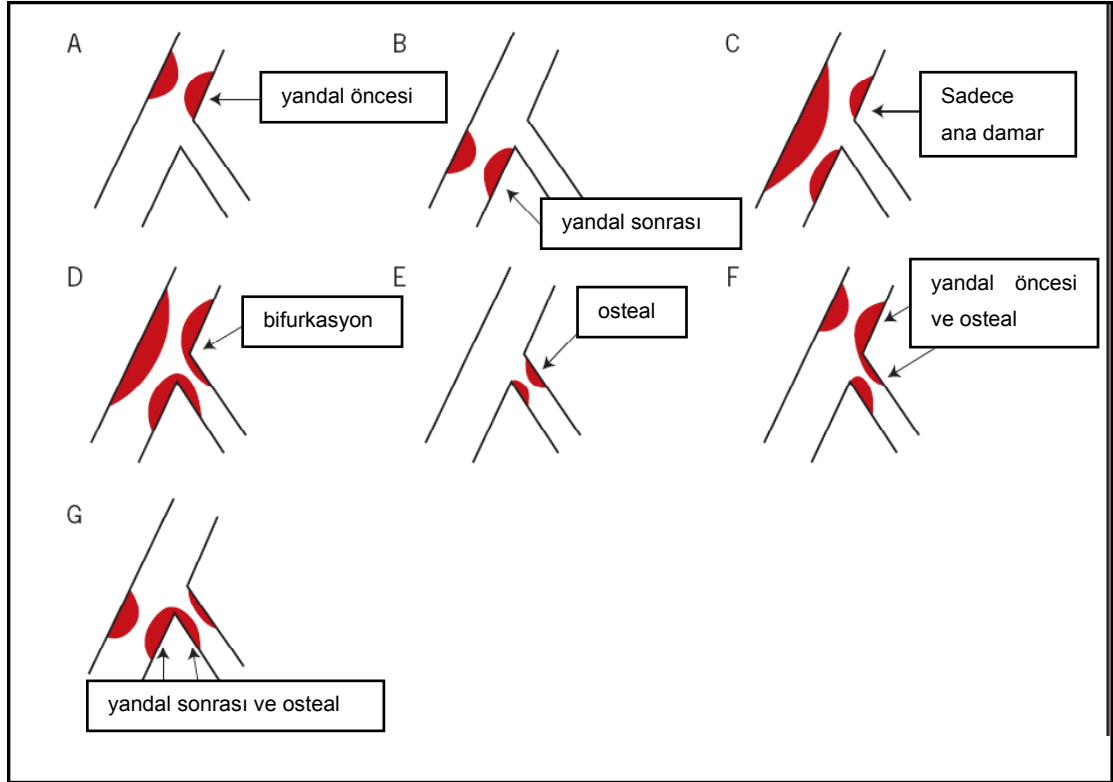 A
yandal öncesi
B
yandal sonrası
C
Sadece
ana damar
D
bifurkasyon
E
osteal
F
yandal öncesi
ve osteal
G
yandal sonrası ve osteal